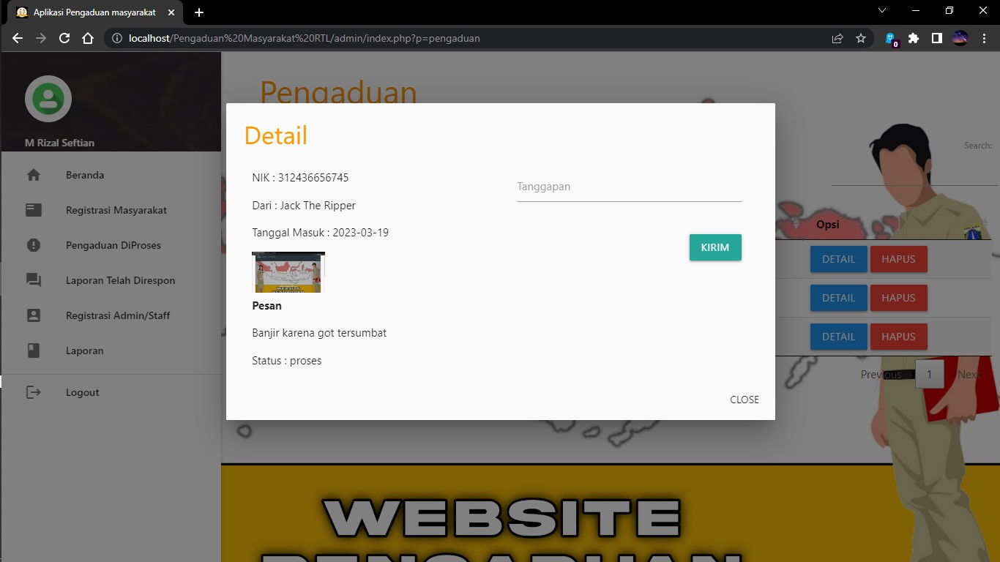 Aplikasi Pengaduan masyarakat
localhost/Pengaduan%20Masyarakat%20RTL/admin/index.php?p=pengaduan
0
M Rizal Seftian
Beranda
Registrasi Masyarakat
Pengaduan DiProses
Laporan Telah Direspon
Registrasi Admin/Staff
Laporan
Logout
Pengaduan
Search:
Detail
NIK : 312436656745
Dari : Jack The Ripper
Tanggal Masuk : 2023-03-19
Pesan
Banjir karena got tersumbat
Status : proses
Tanggapan
KIRIM
CLOSE
Opsi
DETAIL HAPUS
DETAIL HAPUS
DETAIL HAPUS
Previous 1 Next
WEBSITE
PENGADUAN